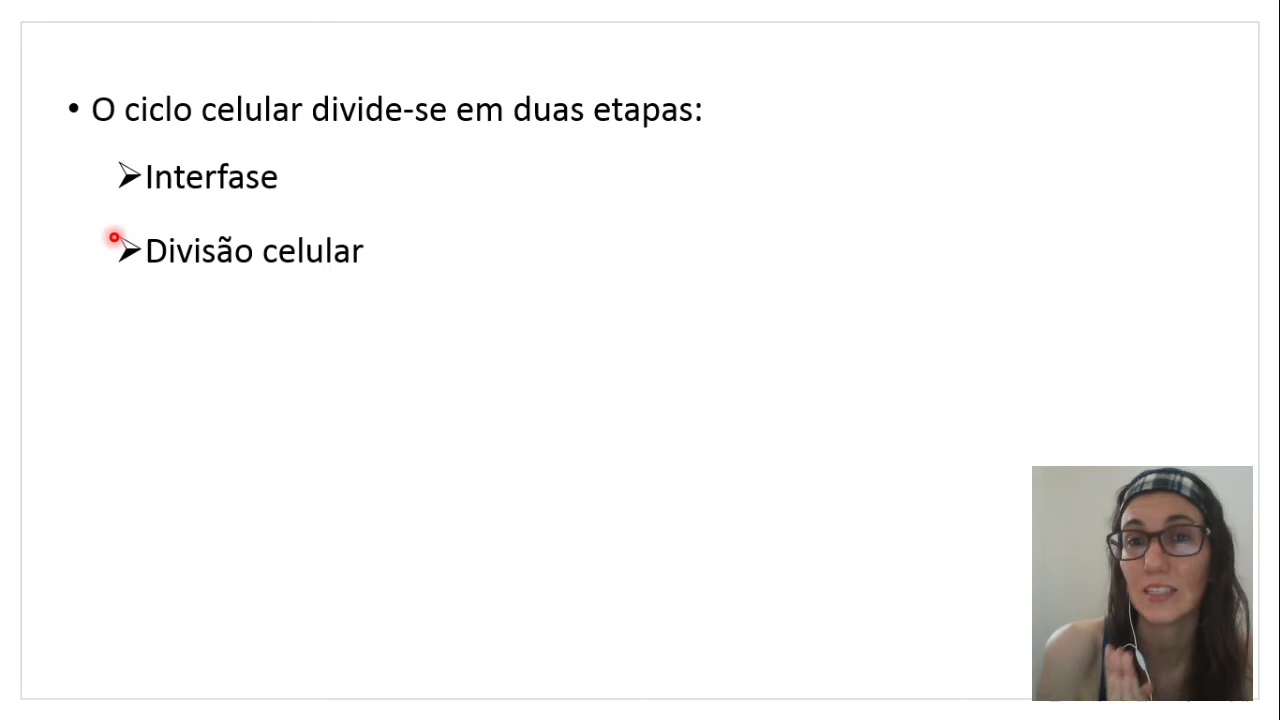 • O ciclo celular divide-se em duas etapas:
➢Interfase
➢Divisão celular